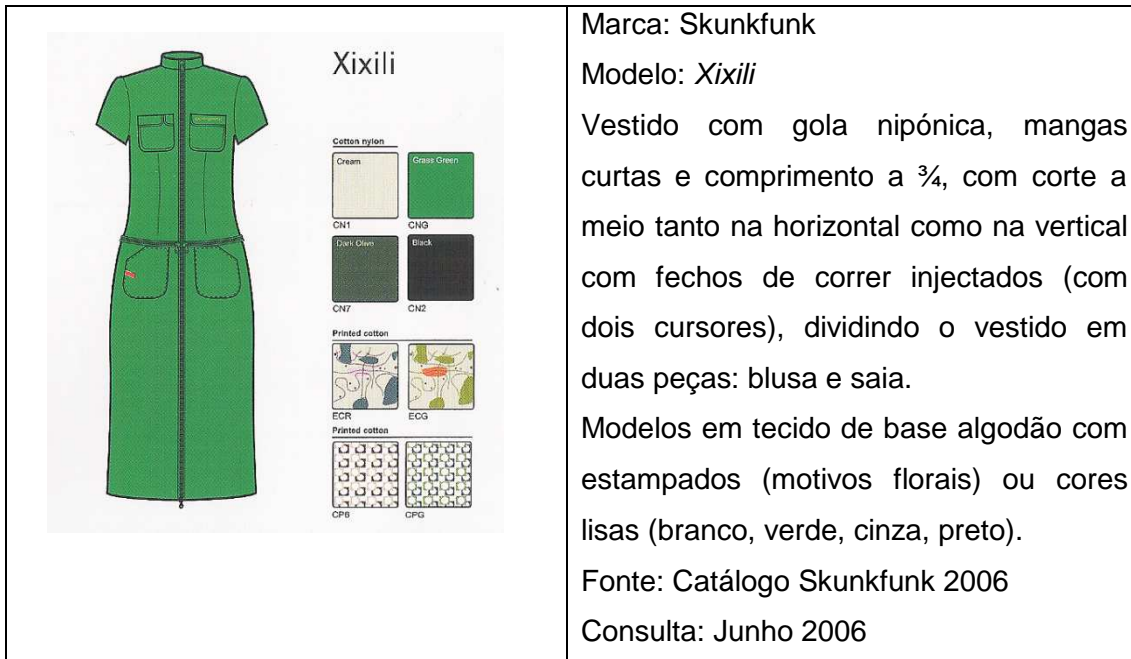 Xixili
Cotton nylon
Cream
Grass Green
CN1
CNG
Dark Olive
Black
CN7
CN2
Printed cotton
ECR
ECG
Printed cotton
CPB
CPG
Marca: Skunkfunk
Modelo: Xixili
Vestido com gola nipónica, mangas
curtas e comprimento a ¾, com corte a
meio tanto na horizontal como na vertical
com fechos de correr injectados (com
dois cursores), dividindo o vestido em
duas peças: blusa e saia.
Modelos em tecido de base algodão com
estampados (motivos florais) ou cores
lisas (branco, verde, cinza, preto).
Fonte: Catálogo Skunkfunk 2006
Consulta: Junho 2006